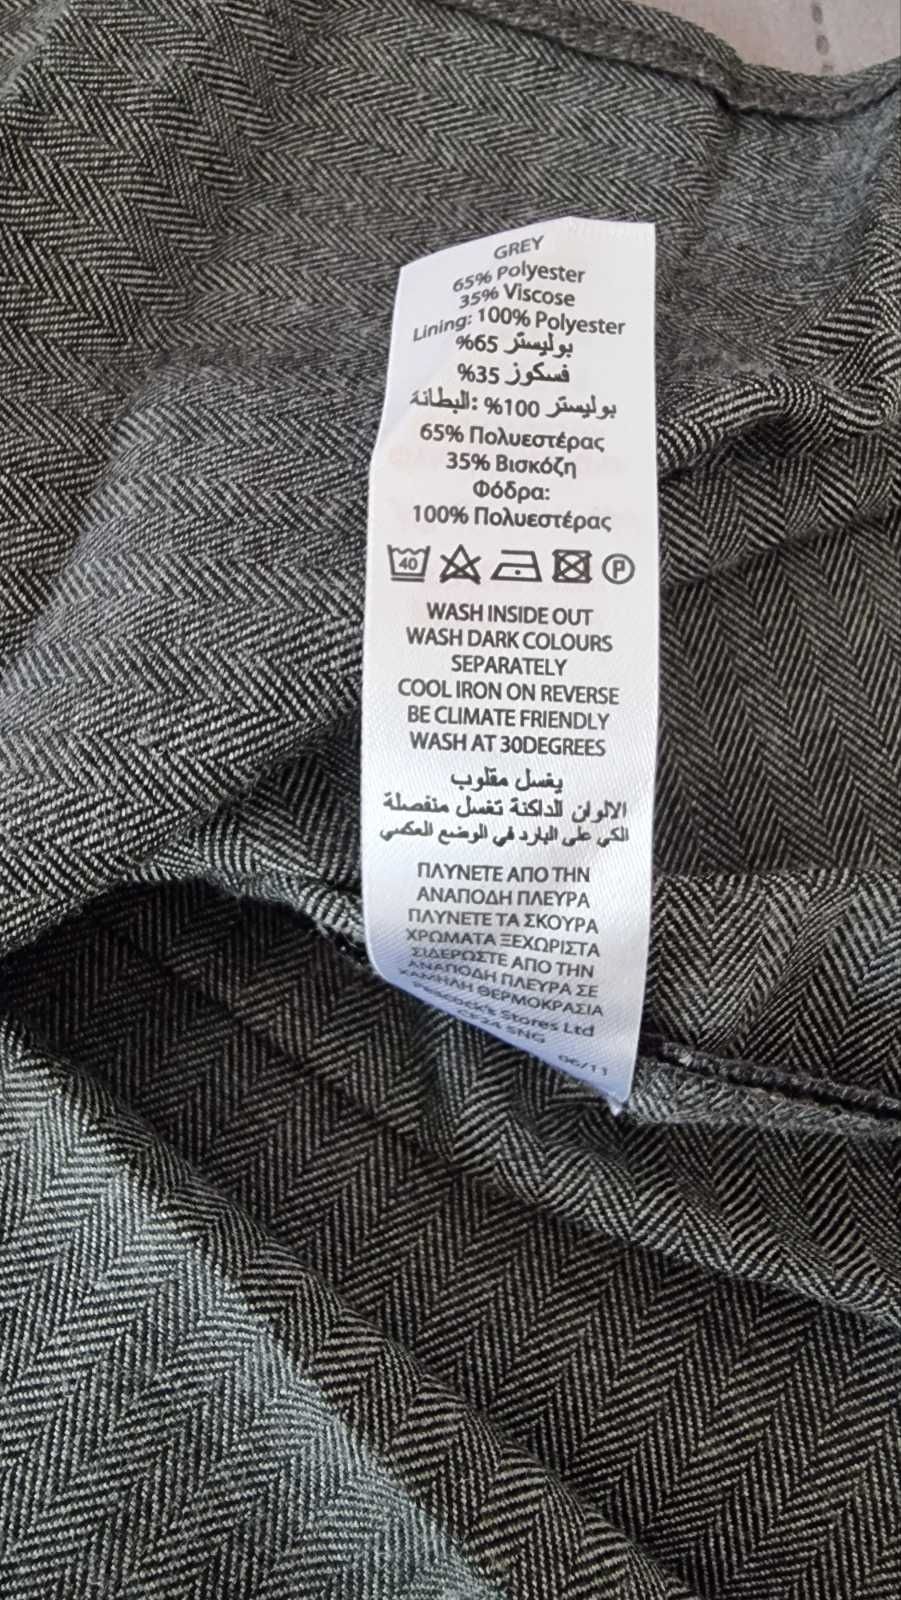 GREY
65% Polyester
35% Viscose
Lining: 100% Polyester
بوليستر 65%
فسكوز 35%
بوليستر 100% :البطانة
65% Πολυεστέρας
35% Βισκόζη
Φόδρα:
100% Πολυεστέρας
40 P
WASH INSIDE OUT
WASH DARK COLOURS
SEPARATELY
COOL IRON ON REVERSE
BE CLIMATE FRIENDLY
WASH AT 30DEGREES
يغسل مقلوب
الالوان الداكنة تغسل منفصلة
الكي على البارد في الوضع العكسي
ΠΛΥΝΕΤΕ ΑΠΟ ΤΗΝ
ΑΝΑΠΟΔΗ ΠΛΕΥΡΑ
ΠΛΥΝΕΤΕ ΤΑ ΣΚΟΥΡΑ
ΧΡΩΜΑΤΑ ΞΕΧΩΡΙΣΤΑ
ΣΙΔΕΡΩΣΤΕ ΑΠΟ ΤΗΝ
ΑΝΑΠΟΔΗ ΠΛΕΥΡΑ ΣΕ
ΧΑΜΗΛΗ ΘΕΡΜΟΚΡΑΣΙΑ
Peacock's Stores Ltd
CF24 5NG
06/11